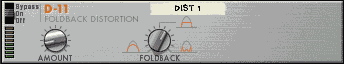 Bypass
On
Off
D-11
FOLDBACK DISTORTION
DIST 1
AMOUNT
FOLDBACK